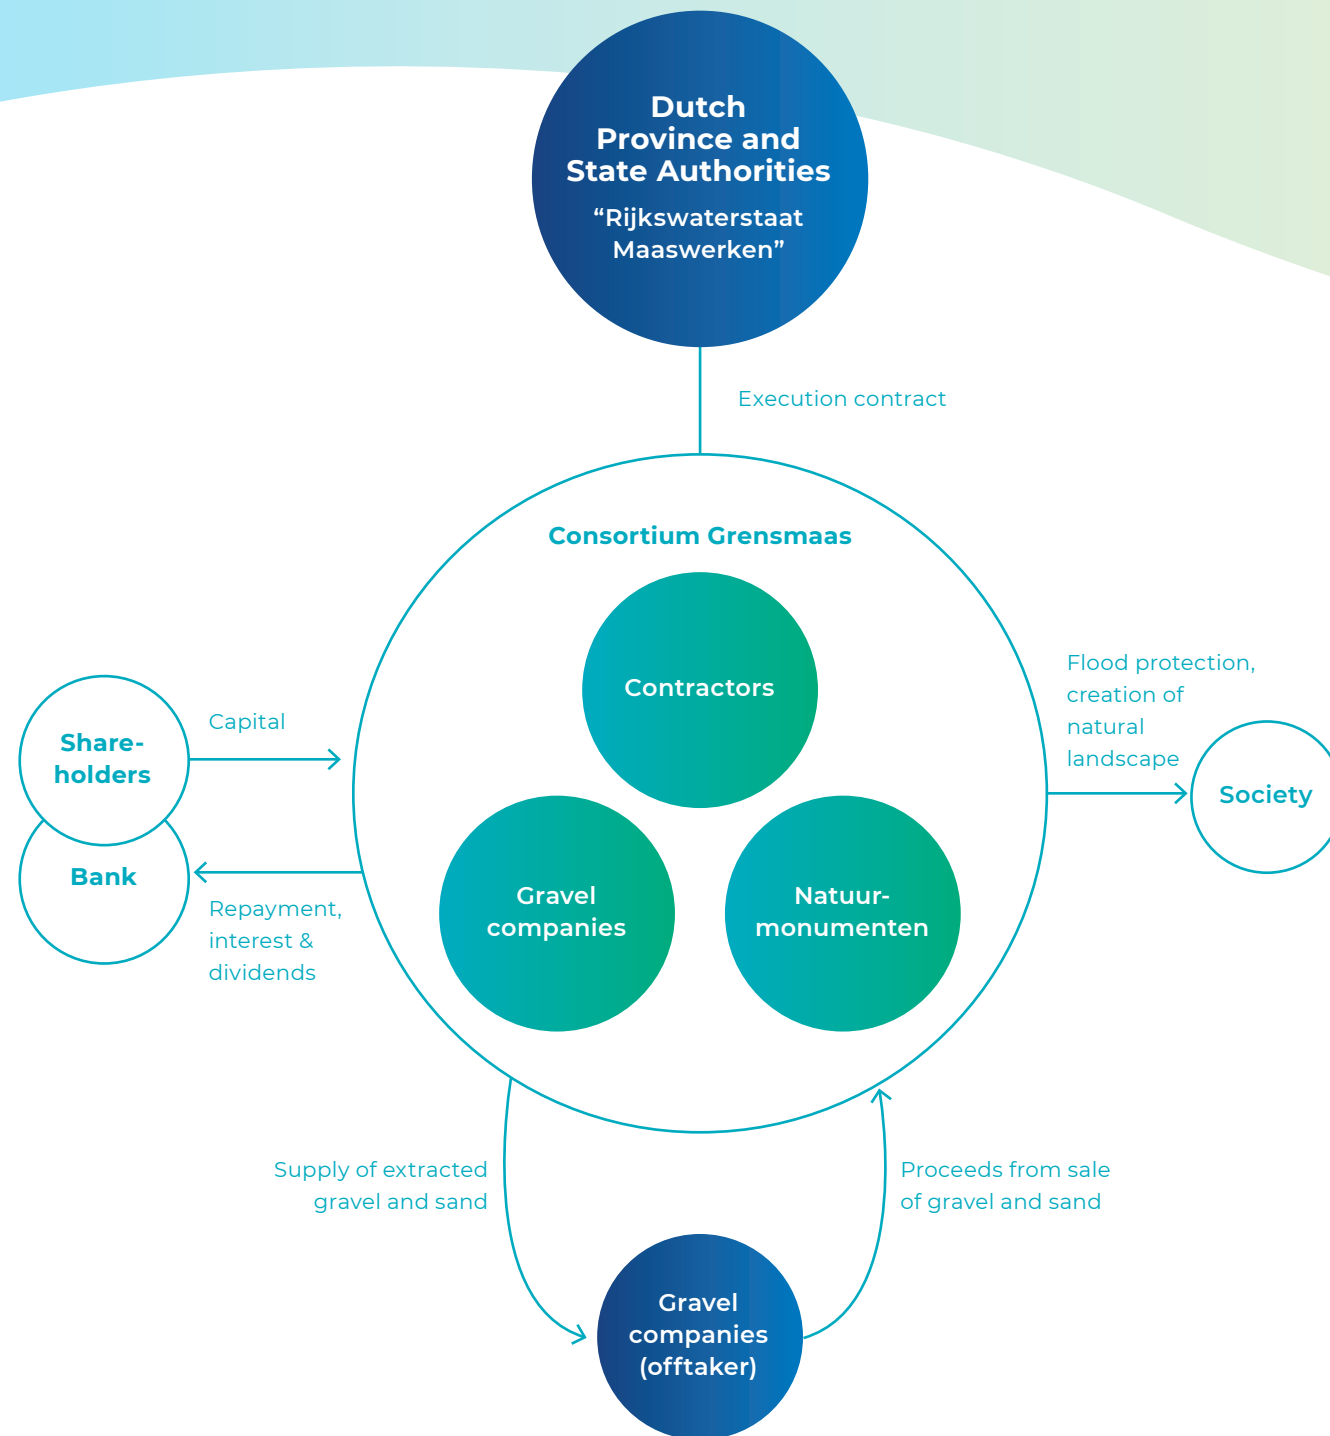 Dutch
Province and
State Authorities
“Rijkswaterstaat
Maaswerken”
Execution contract
Consortium Grensmaas
Contractors
Gravel
companies
Natuur-
monumenten
Share-
holders
Bank
Capital
Repayment,
interest &
dividends
Flood protection,
creation of
natural
landscape
Society
Supply of extracted
gravel and sand
Proceeds from sale
of gravel and sand
Gravel
companies
(offtaker)